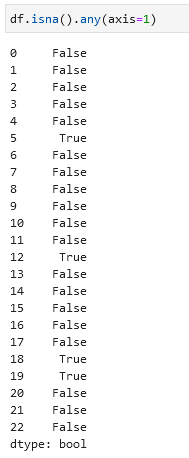 df.isna().any(axis=1)
0 False
1 False
2 False
3 False
4 False
5 True
6 False
7 False
8 False
9 False
10 False
11 False
12 True
13 False
14 False
15 False
16 False
17 False
18 True
19 True
20 False
21 False
22 False
dtype: bool